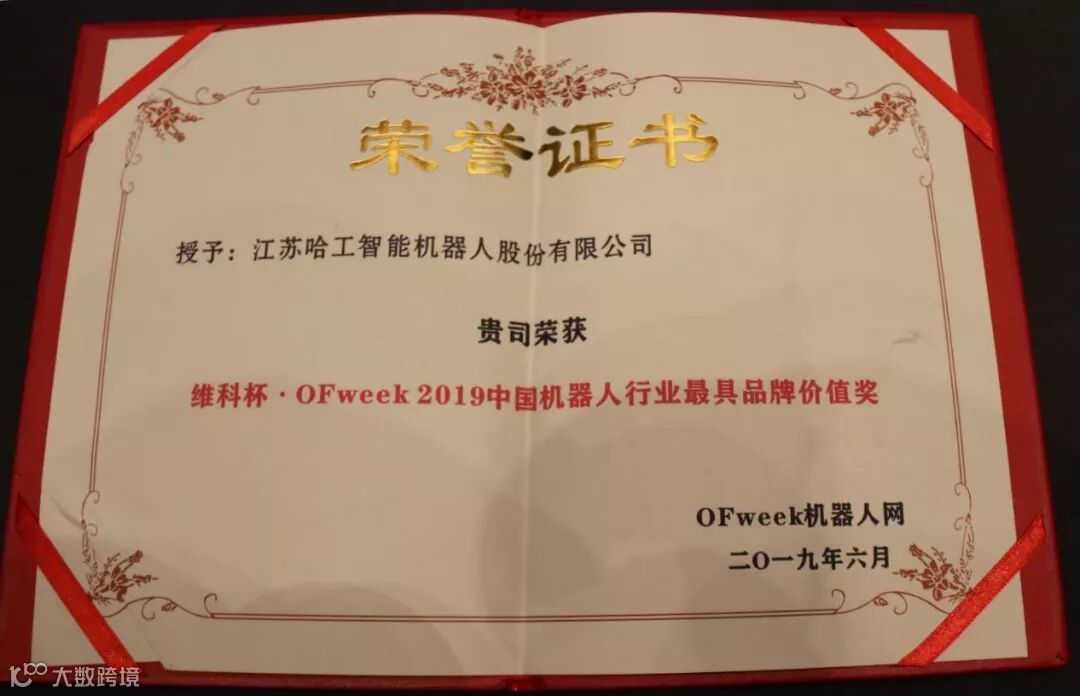 荣誉证书
授予：江苏哈工智能机器人股份有限公司
贵司荣获
维科杯·OFweek 2019中国机器人行业最具品牌价值奖
OFweek机器人网
二〇一九年六月
大数跨境